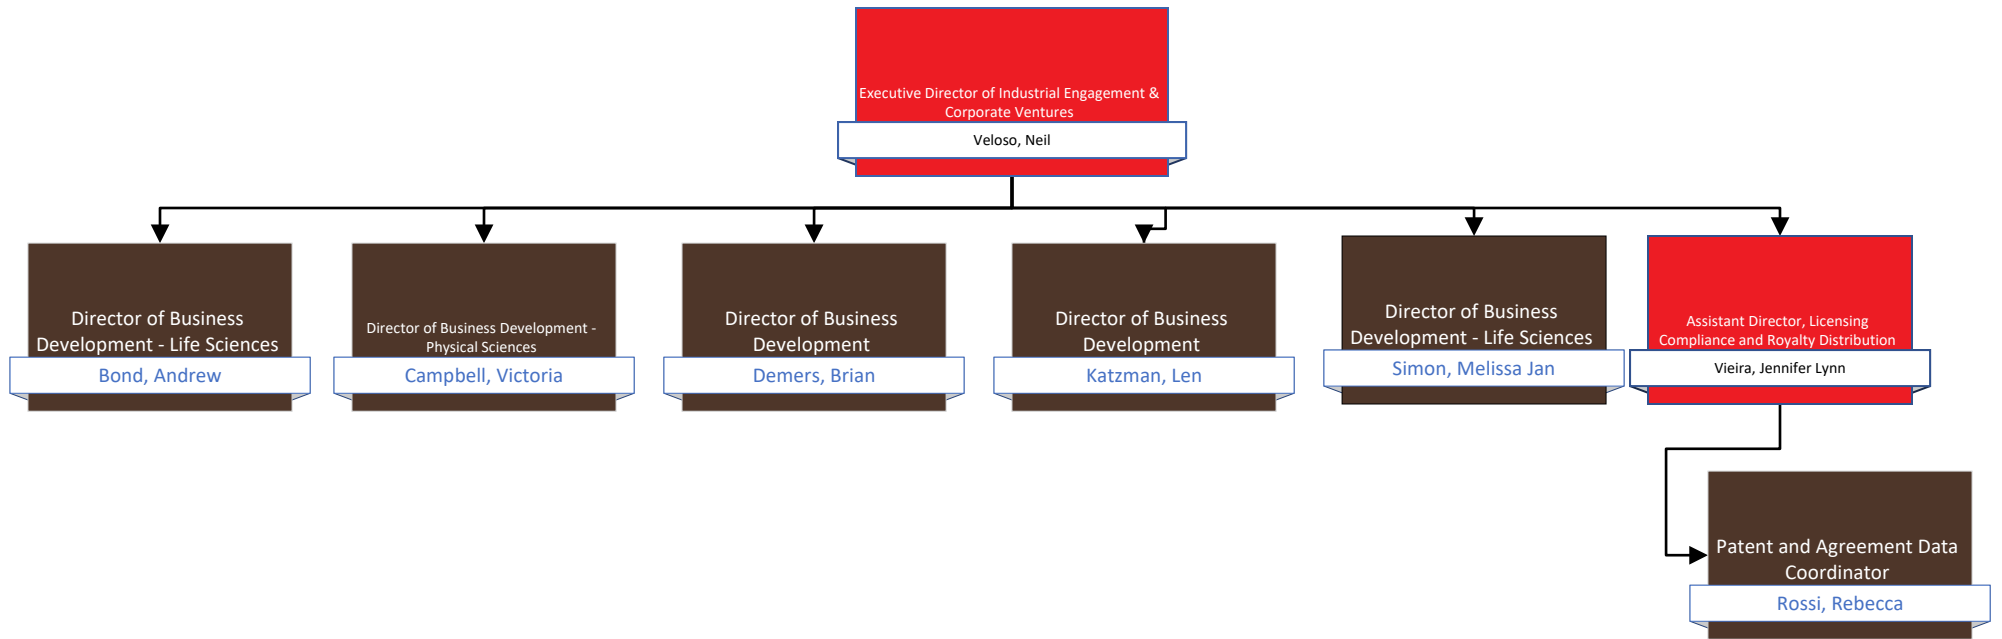 Executive Director of Industrial Engagement &
Corporate Ventures
Veloso, Neil
Director of Business
Development - Life Sciences
Bond, Andrew
Director of Business Development -
Physical Sciences
Campbell, Victoria
Director of Business
Development
Demers, Brian
Director of Business
Development
Katzman, Len
Director of Business
Development - Life Sciences
Simon, Melissa Jan
Assistant Director, Licensing
Compliance and Royalty Distribution
Vieira, Jennifer Lynn
Patent and Agreement Data
Coordinator
Rossi, Rebecca